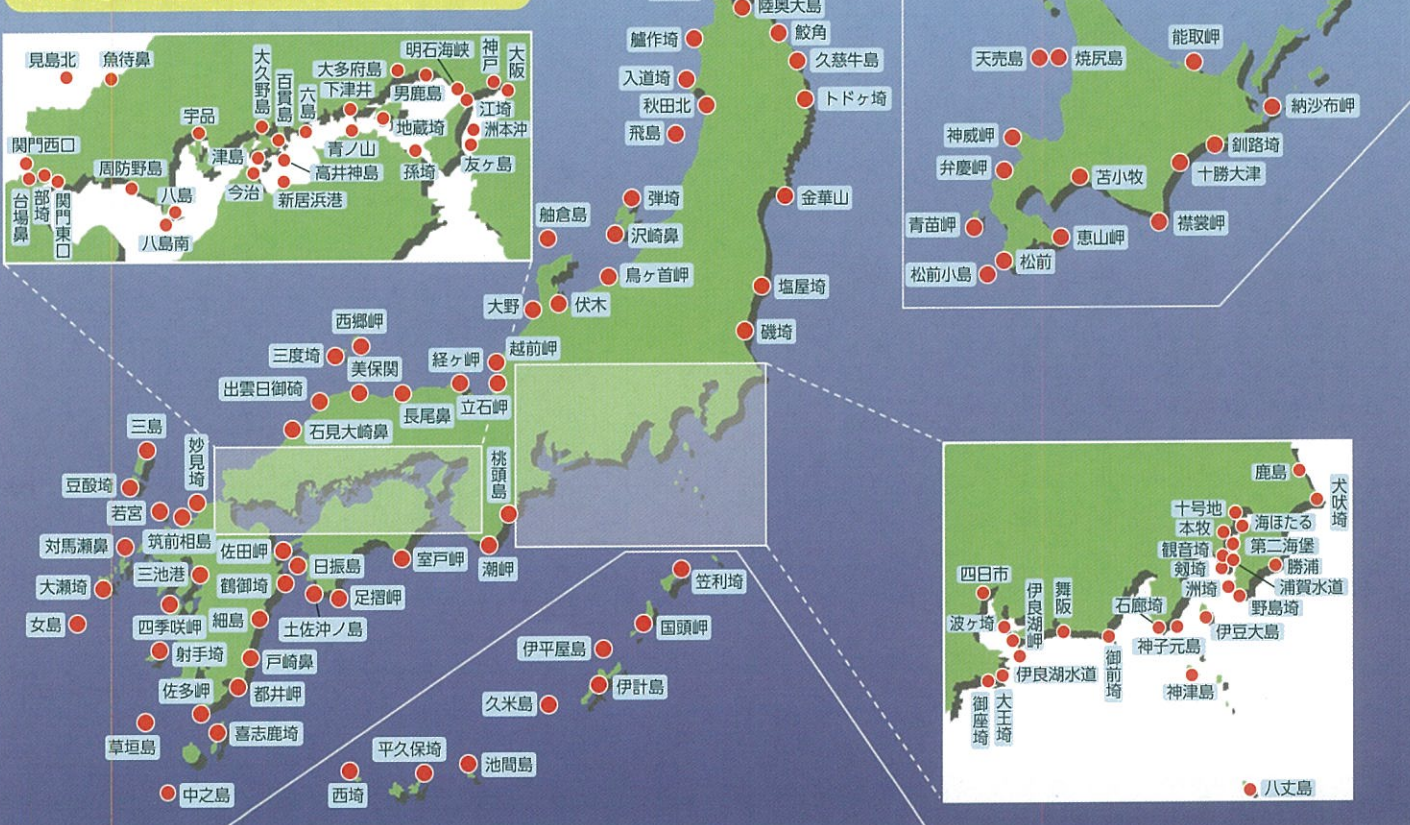 見島北
魚待鼻
関門西口
台場鼻
部埼
関門東口
周防野島
宇品
八島
八島南
大久野島
百貫島
六島
津島
今治
高井神島
新居浜港
大多府島
下津井
青ノ山
男鹿島
地蔵埼
孫埼
明石海峡
神戸
大阪
江埼
洲本沖
友ヶ島
陸奥大島
艫作埼
鮫角
久慈牛島
入道埼
トドヶ埼
秋田北
飛島
金華山
弾埼
舳倉島
沢崎鼻
鳥ヶ首岬
大野
伏木
塩屋埼
磯埼
西郷岬
三度埼
美保関
経ヶ岬
越前岬
出雲日御碕
長尾鼻
立石岬
石見大崎鼻
三島
妙見埼
豆酘埼
若宮
筑前相島
対馬瀬鼻
三池港
大瀬埼
女島
四季咲岬
射手埼
佐多岬
草垣島
中之島
佐田岬
日振島
鶴御埼
細島
土佐沖ノ島
足摺岬
戸崎鼻
都井岬
喜志鹿埼
室戸岬
潮岬
桃頭島
笠利埼
国頭岬
伊平屋島
伊計島
久米島
池間島
平久保埼
西埼
能取岬
天売島
焼尻島
納沙布岬
神威岬
釧路埼
弁慶岬
苫小牧
十勝大津
青苗岬
恵山岬
襟裳岬
松前小島
松前
鹿島
犬吠埼
十号地
海ほたる
本牧
第二海堡
観音埼
勝浦
剱埼
浦賀水道
洲埼
野島埼
四日市
伊良湖岬
舞阪
石廊埼
伊豆大島
波ヶ埼
神子元島
伊良湖水道
御前埼
神津島
御座埼
大王埼
八丈島